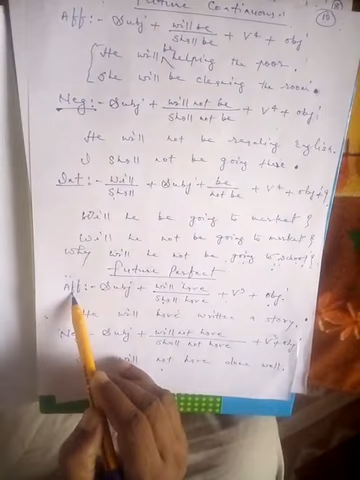 Future Continuous
Aff:- Subj + will be / shall be + V⁴ + obj
He will be helping the poor.
She will be cleaning the room.
Neg:- Subj + will not be / shall not be + V⁴ + obj
He will not be English.
I shall not be going there.
Int:- Will / Shall + Subj + be / not be + V⁴ + obj?
Will he be going to market?
Will he not be going to market?
Why will he not be going to school?
Future Perfect
Aff:- Subj + will have / shall have + V³ + obj
He will have written a story.
Subj + will not have / shall not have + V³ + obj
will not have done well.